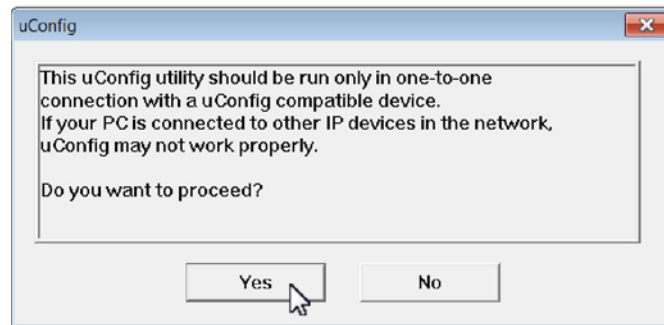 uConfig
This uConfig utility should be run only in one-to-one
connection with a uConfig compatible device.
If your PC is connected to other IP devices in the network,
uConfig may not work properly.
Do you want to proceed?
Yes
No